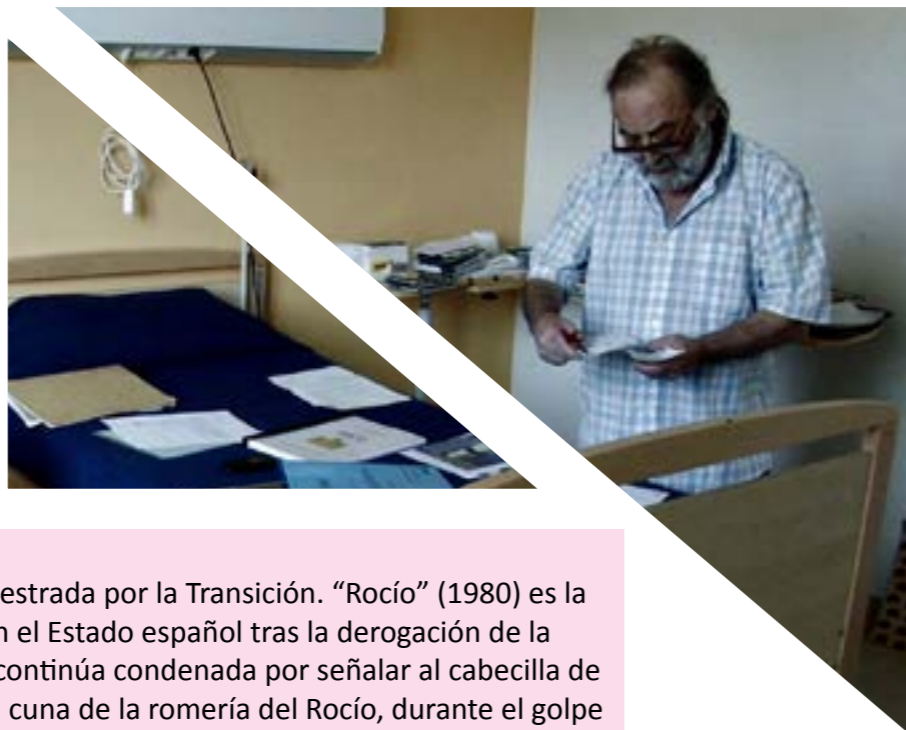 estrada por la Transición. “Rocío” (1980) es la
n el Estado español tras la derogación de la
continúa condenada por señalar al cabecilla de
cuna de la romería del Rocío, durante el golpe